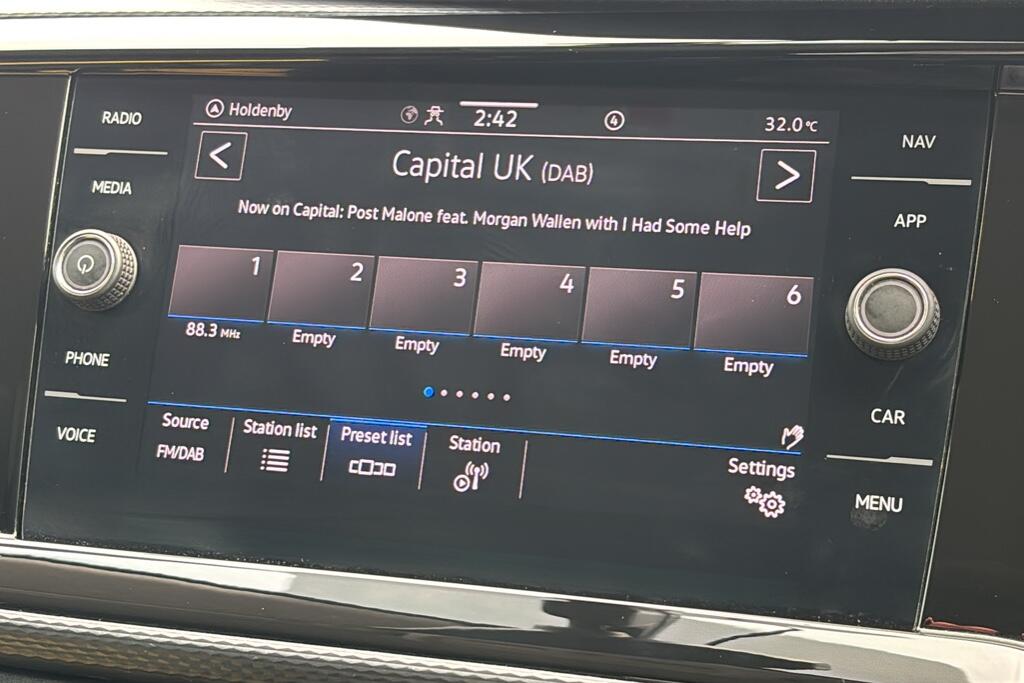 RADIO
MEDIA
PHONE
VOICE
Holdenby
2:42
4
32.0°C
<
Capital UK (DAB)
>
Now on Capital: Post Malone feat. Morgan Wallen with I Had Some Help
1 2 3 4 5 6
88.3 MHz Empty Empty Empty Empty Empty
Source
FM/DAB
Station list
Preset list
Station
Settings
NAV
APP
CAR
MENU